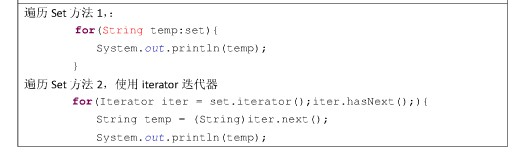 遍历 Set 方法 1,：
for(String temp:set){
System.out.println(temp);
}
遍历 Set 方法 2，使用 iterator 迭代器
for(Iterator iter = set.iterator();iter.hasNext();){
String temp = (String)iter.next();
System.out.println(temp);